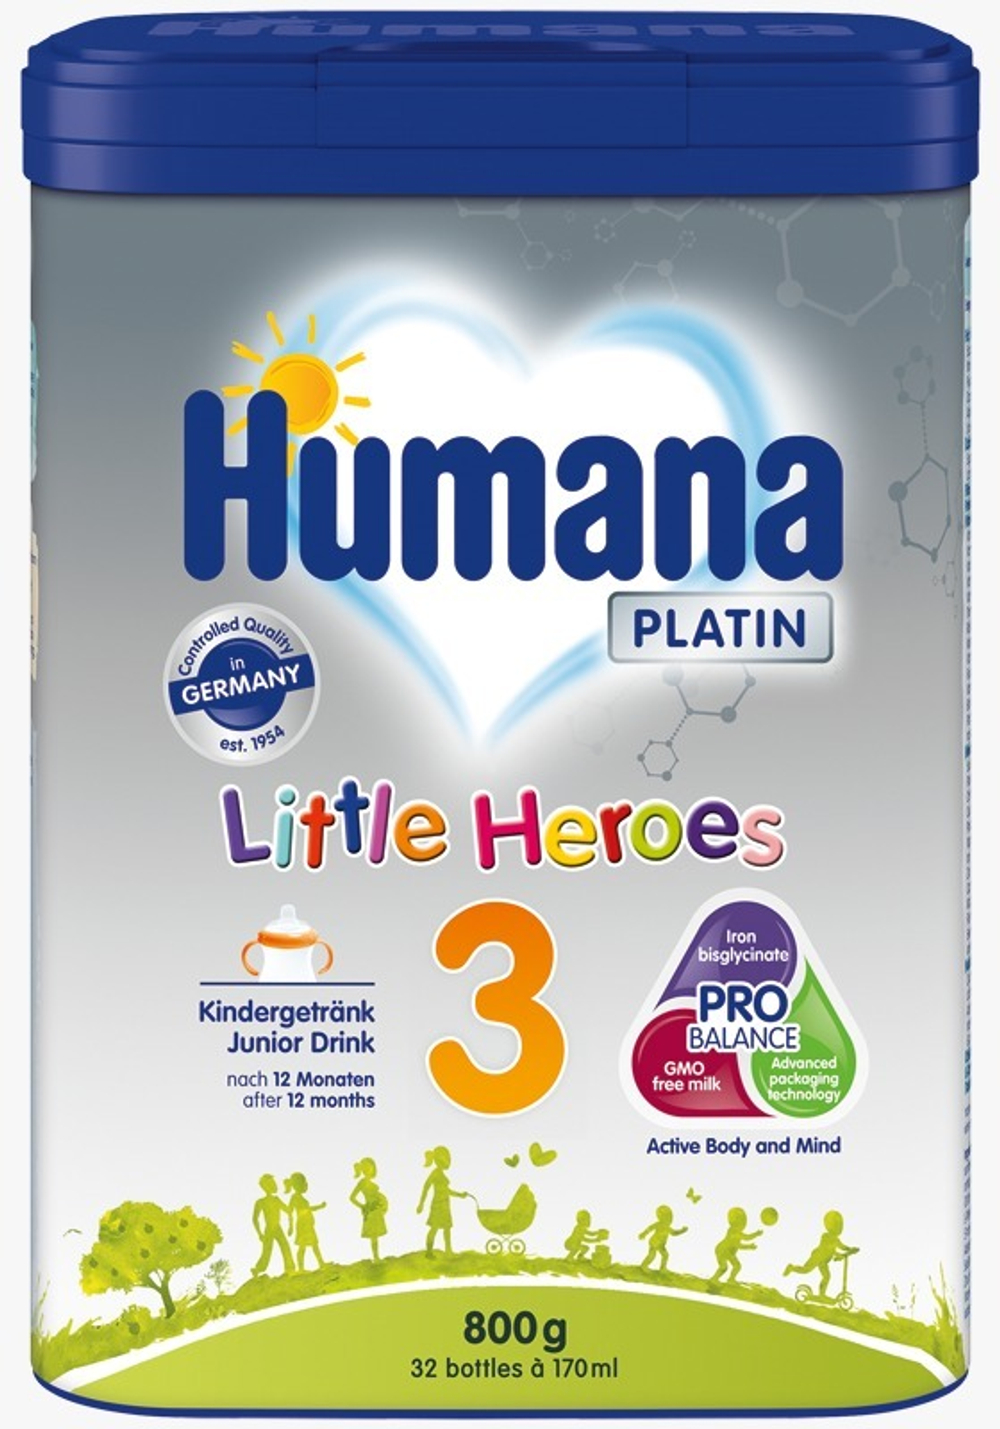 Humana
Humana
PLATIN
Controlled Quality
in
GERMANY
est. 1954
Little Heroes
3
Kindergetränk
Junior Drink
nach 12 Monaten
after 12 months
Iron
bisglycinate
PRO
BALANCE
GMO
free milk
Advanced
packaging
technology
Active Body and Mind
800g
32 bottles à 170ml